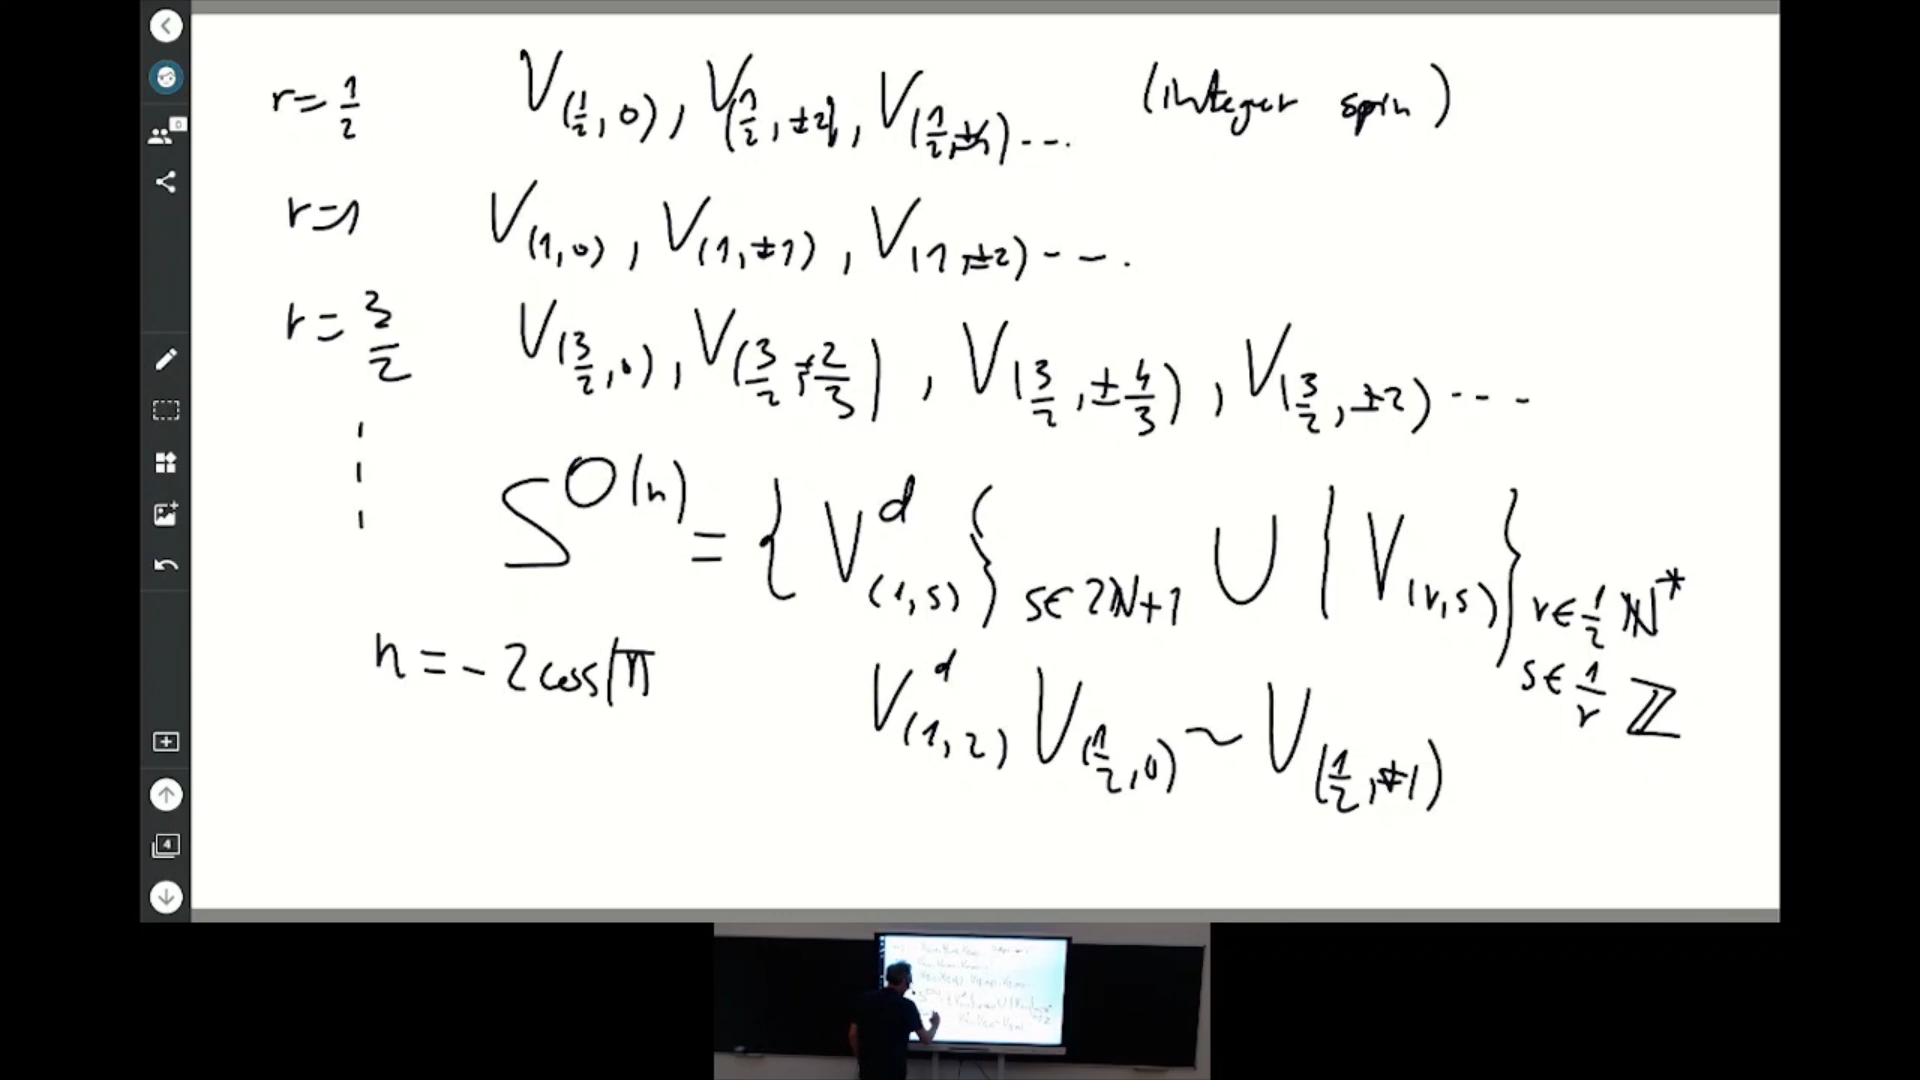 r = 1/2   V_(1/2, 0), V_(1/2, ±2), V_(1/2, ±4) ...   (integer spin)
r = 1   V_(1, 0), V_(1, ±1), V_(1, ±2) ...
r = 3/2   V_(3/2, 0), V_(3/2, ±2/3), V_(3/2, ±4/3), V_(3/2, ±2) ...
S^O(n) = { V^d_(1,s) }_{s ∈ 2N+1} ∪ { V_(r,s) }_{r ∈ 1/2 N*, s ∈ 1/r Z}
n = -2 cos(π
V^d_(1,2) V_(1/2, 0) ~ V_(1/2, ±1)
0
4